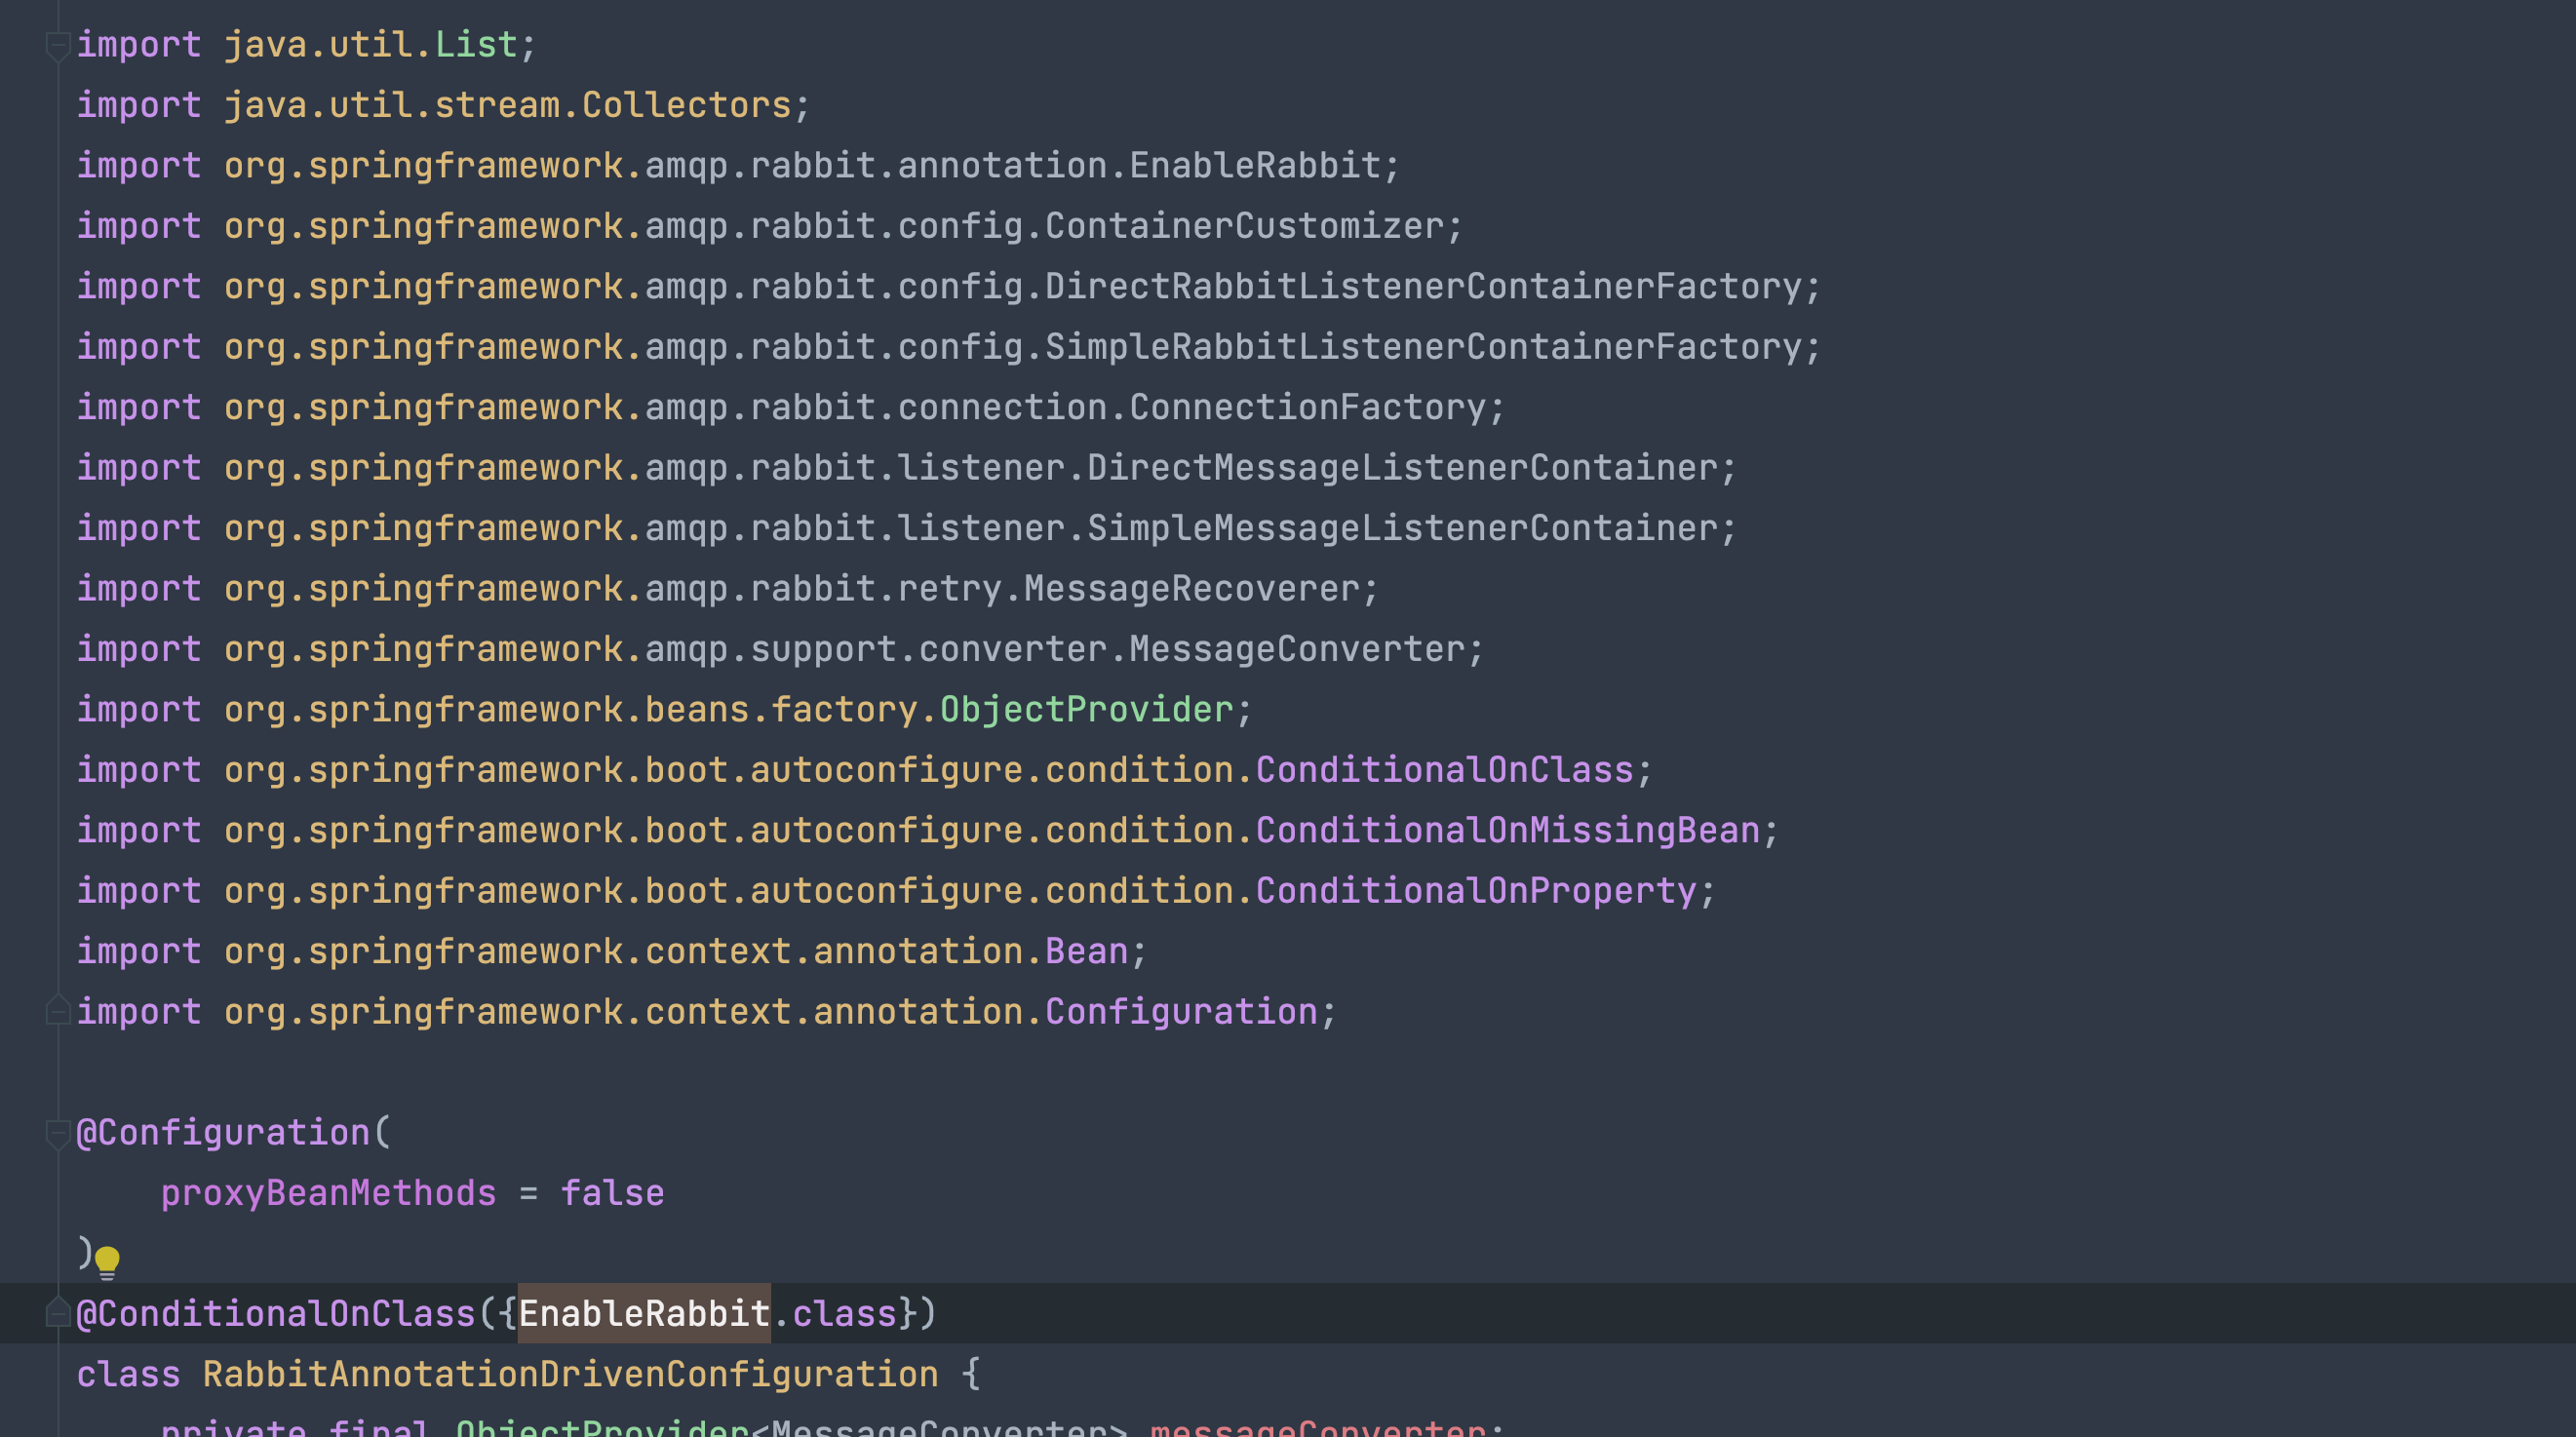 import java.util.List;
import java.util.stream.Collectors;
import org.springframework.amqp.rabbit.annotation.EnableRabbit;
import org.springframework.amqp.rabbit.config.ContainerCustomizer;
import org.springframework.amqp.rabbit.config.DirectRabbitListenerContainerFactory;
import org.springframework.amqp.rabbit.config.SimpleRabbitListenerContainerFactory;
import org.springframework.amqp.rabbit.connection.ConnectionFactory;
import org.springframework.amqp.rabbit.listener.DirectMessageListenerContainer;
import org.springframework.amqp.rabbit.listener.SimpleMessageListenerContainer;
import org.springframework.amqp.rabbit.retry.MessageRecoverer;
import org.springframework.amqp.support.converter.MessageConverter;
import org.springframework.beans.factory.ObjectProvider;
import org.springframework.boot.autoconfigure.condition.ConditionalOnClass;
import org.springframework.boot.autoconfigure.condition.ConditionalOnMissingBean;
import org.springframework.boot.autoconfigure.condition.ConditionalOnProperty;
import org.springframework.context.annotation.Bean;
import org.springframework.context.annotation.Configuration;
@Configuration(
    proxyBeanMethods = false
)
@ConditionalOnClass({EnableRabbit.class})
class RabbitAnnotationDrivenConfiguration {
    private final ObjectProvider<MessageConverter> messageConverter;